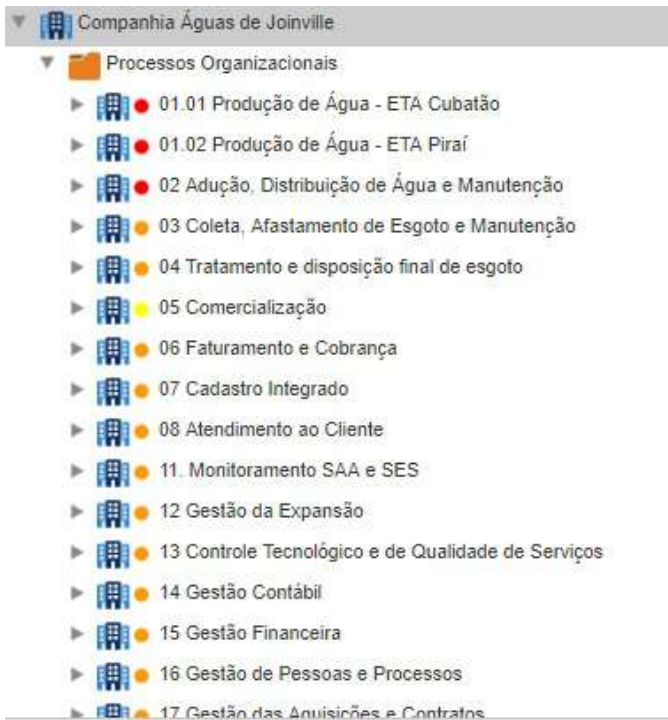 Companhia Águas de Joinville
Processos Organizacionais
01.01 Produção de Água - ETA Cubatão
01.02 Produção de Água - ETA Piraí
02 Adução, Distribuição de Água e Manutenção
03 Coleta, Afastamento de Esgoto e Manutenção
04 Tratamento e disposição final de esgoto
05 Comercialização
06 Faturamento e Cobrança
07 Cadastro Integrado
08 Atendimento ao Cliente
11. Monitoramento SAA e SES
12 Gestão da Expansão
13 Controle Tecnológico e de Qualidade de Serviços
14 Gestão Contábil
15 Gestão Financeira
16 Gestão de Pessoas e Processos
17 Gestão das Aquisições e Contratos